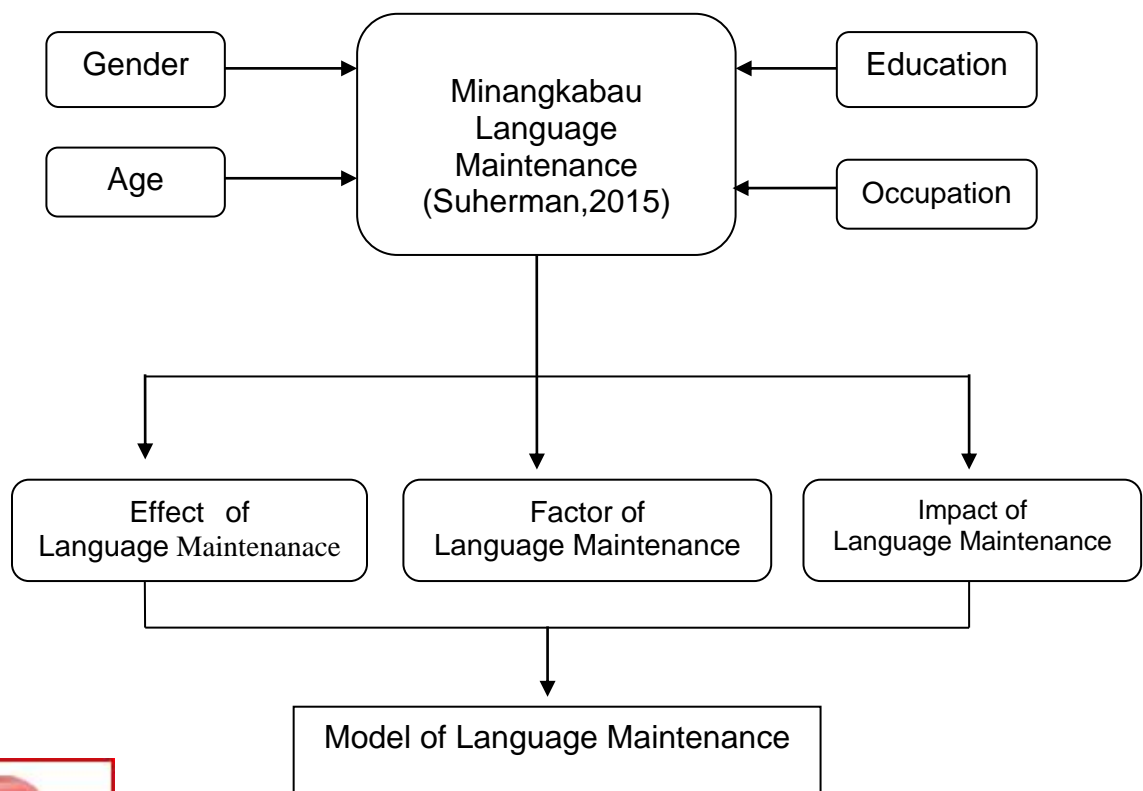 Gender
Age
Minangkabau
Language
Maintenance
(Suherman,2015)
Education
Occupation
Effect of
Language Maintenanace
Factor of
Language Maintenance
Impact of
Language Maintenance
Model of Language Maintenance